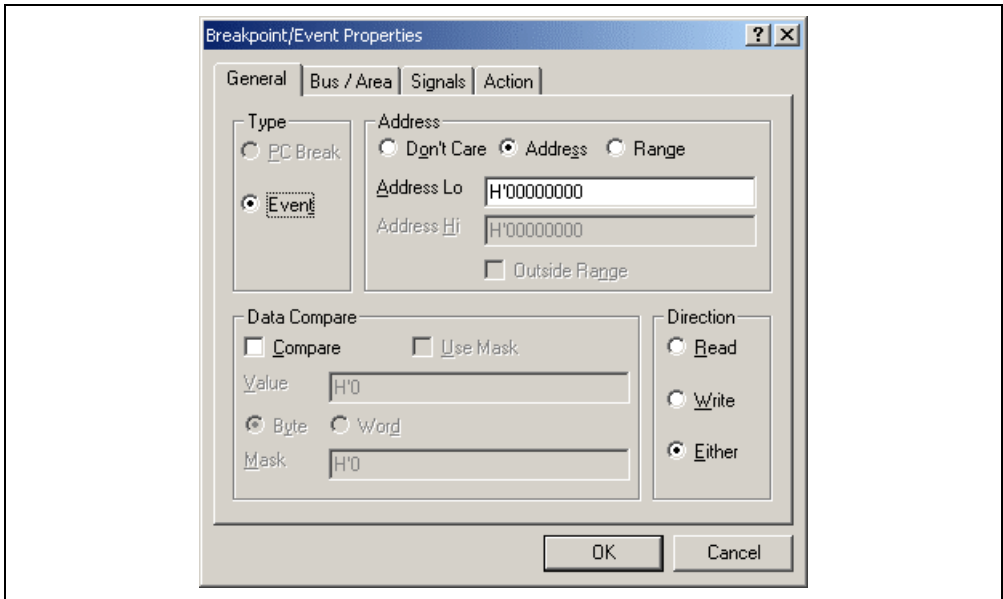 Breakpoint/Event Properties
General Bus / Area Signals Action
Type
PC Break
Event
Address
Don't Care Address Range
Address Lo H'00000000
Address Hi H'00000000
Outside Range
Data Compare
Compare Use Mask
Value H'0
Byte Word
Mask H'0
Direction
Read
Write
Either
OK Cancel